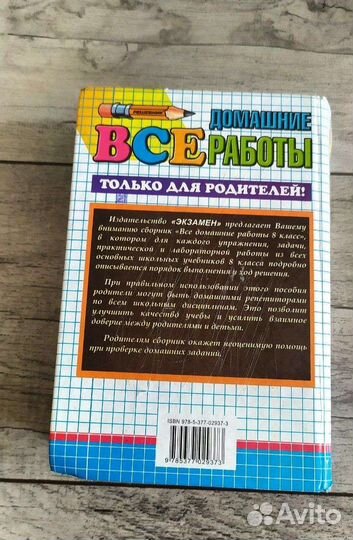 решебник
ДОМАШНИЕ
ВСЕ РАБОТЫ
ТОЛЬКО ДЛЯ РОДИТЕЛЕЙ!
Издательство «ЭКЗАМЕН» предлагает Вашему
вниманию сборник «Все домашние работы 8 класс»,
в котором для каждого упражнения, задачи,
практической и лабораторной работы из всех
основных школьных учебников 8 класса подробно
описывается порядок выполнения и ход решения.
При правильном использовании этого пособия
родители могут быть домашними репетиторами
по всем школьным дисциплинам. Это позволит
улучшить качество учебы и усилить взаимное
доверие между родителями и детьми.
Родителям сборник окажет неоценимую помощь
при проверке домашних заданий.
ISBN 978-5-377-02937-3
9 785377 029373
Avito